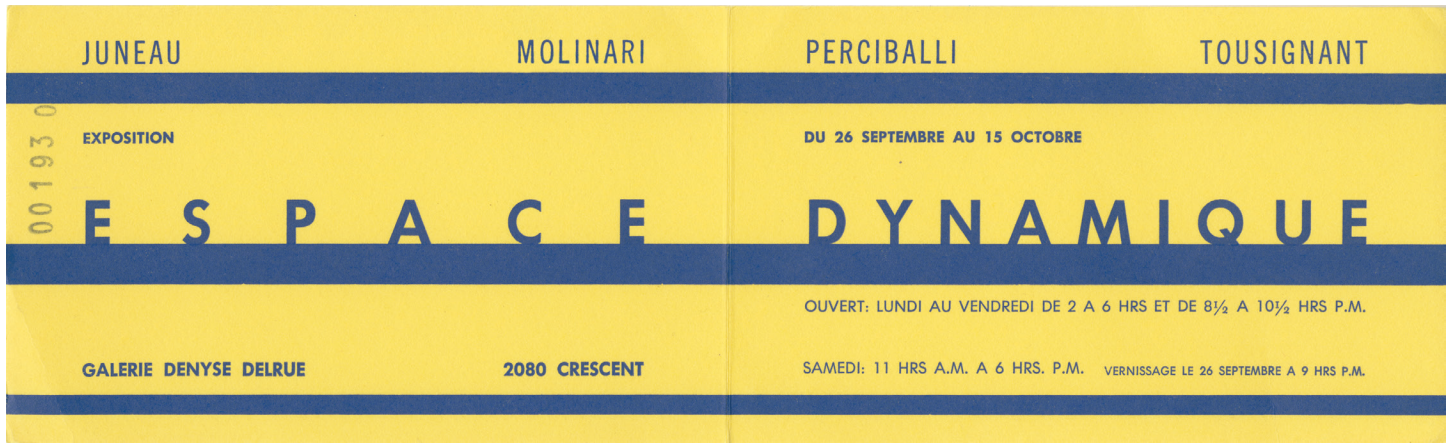 JUNEAU MOLINARI PERCIBALLI TOUSIGNANT
00193 0
EXPOSITION DU 26 SEPTEMBRE AU 15 OCTOBRE
ESPACE DYNAMIQUE
OUVERT: LUNDI AU VENDREDI DE 2 A 6 HRS ET DE 8½ A 10½ HRS P.M.
GALERIE DENYSE DELRUE 2080 CRESCENT SAMEDI: 11 HRS A.M. A 6 HRS. P.M. VERNISSAGE LE 26 SEPTEMBRE A 9 HRS P.M.